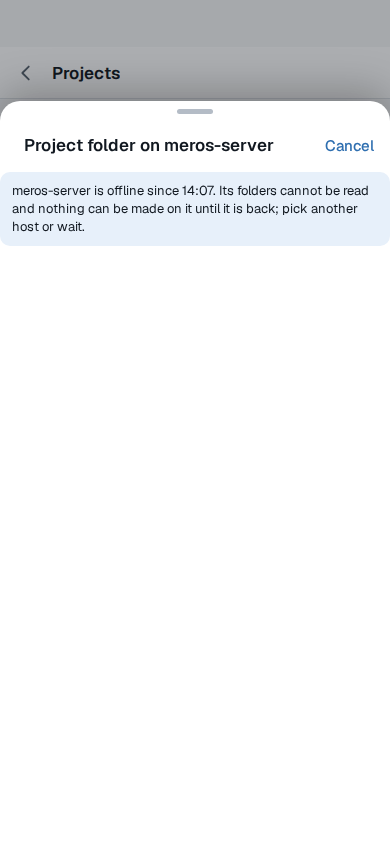 Projects
Project folder on meros-server
Cancel
meros-server is offline since 14:07. Its folders cannot be read
and nothing can be made on it until it is back; pick another
host or wait.